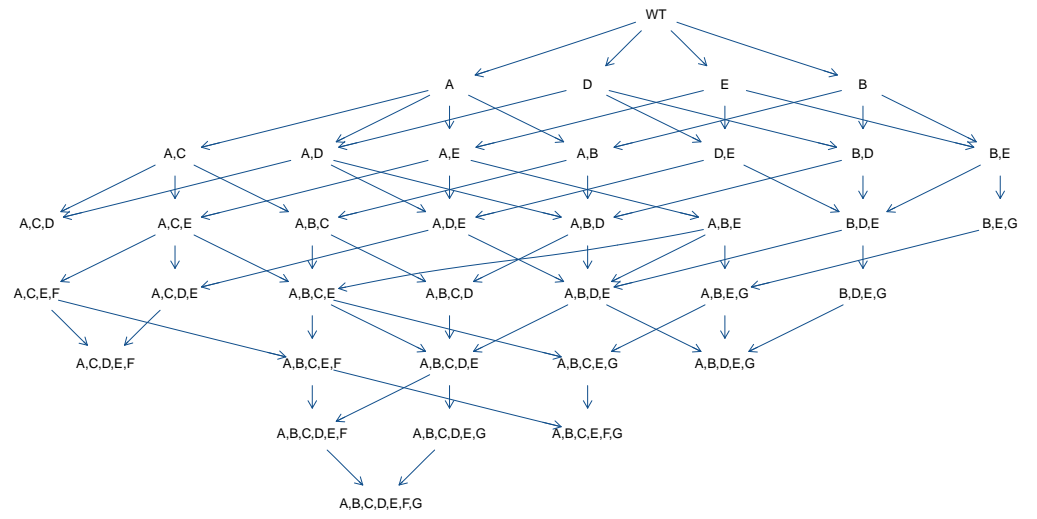 WT
A D E B
A,C A,D A,E A,B D,E B,D B,E
A,C,D A,C,E A,B,C A,D,E A,B,D A,B,E B,D,E B,E,G
A,C,E,F A,C,D,E A,B,C,E A,B,C,D A,B,D,E A,B,E,G B,D,E,G
A,C,D,E,F A,B,C,E,F A,B,C,D,E A,B,C,E,G A,B,D,E,G
A,B,C,D,E,F A,B,C,D,E,G A,B,C,E,F,G
A,B,C,D,E,F,G